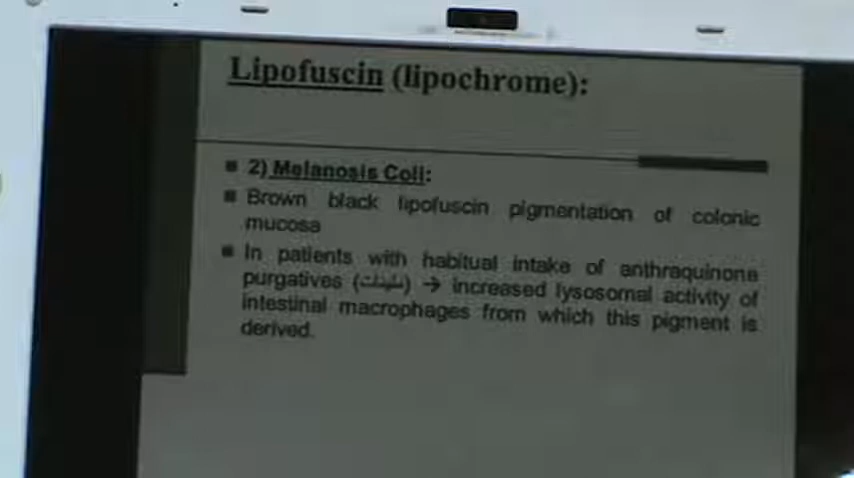 Lipofuscin (lipochrome):
2) Melanosis Coli:
Brown black lipofuscin pigmentation of colonic
mucosa
In patients with habitual intake of anthraquinone
purgatives (ملينات) → increased lysosomal activity of
intestinal macrophages from which this pigment is
derived.